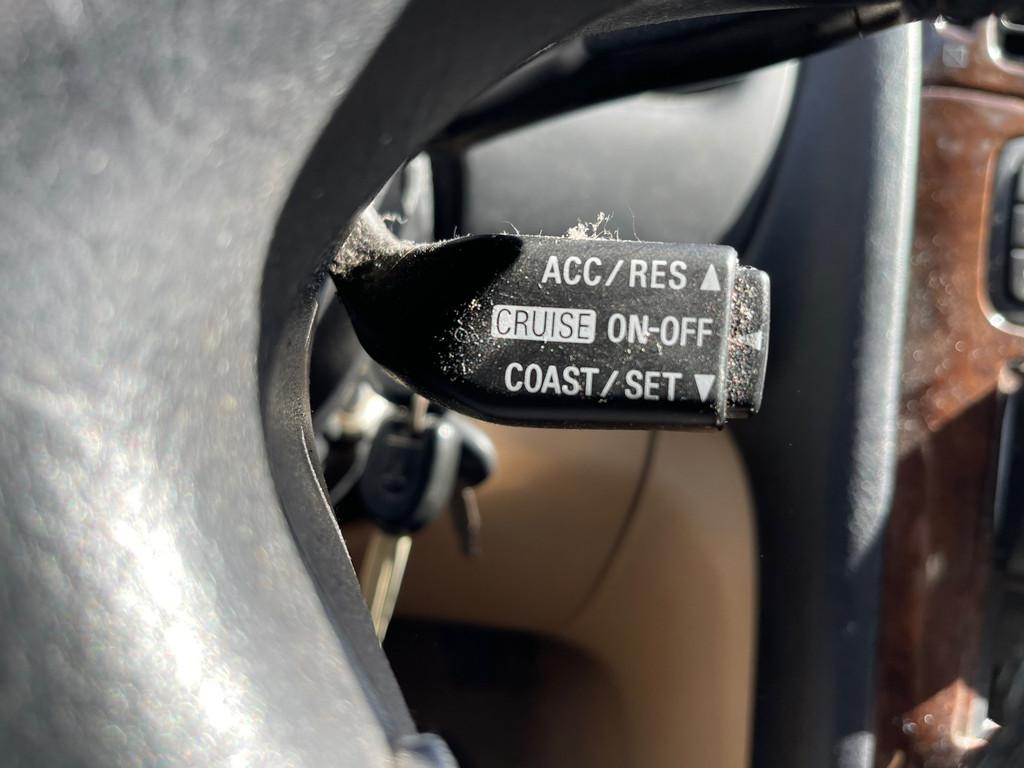 ACC/RES ▲
CRUISE ON-OFF ◀
COAST/SET ▼